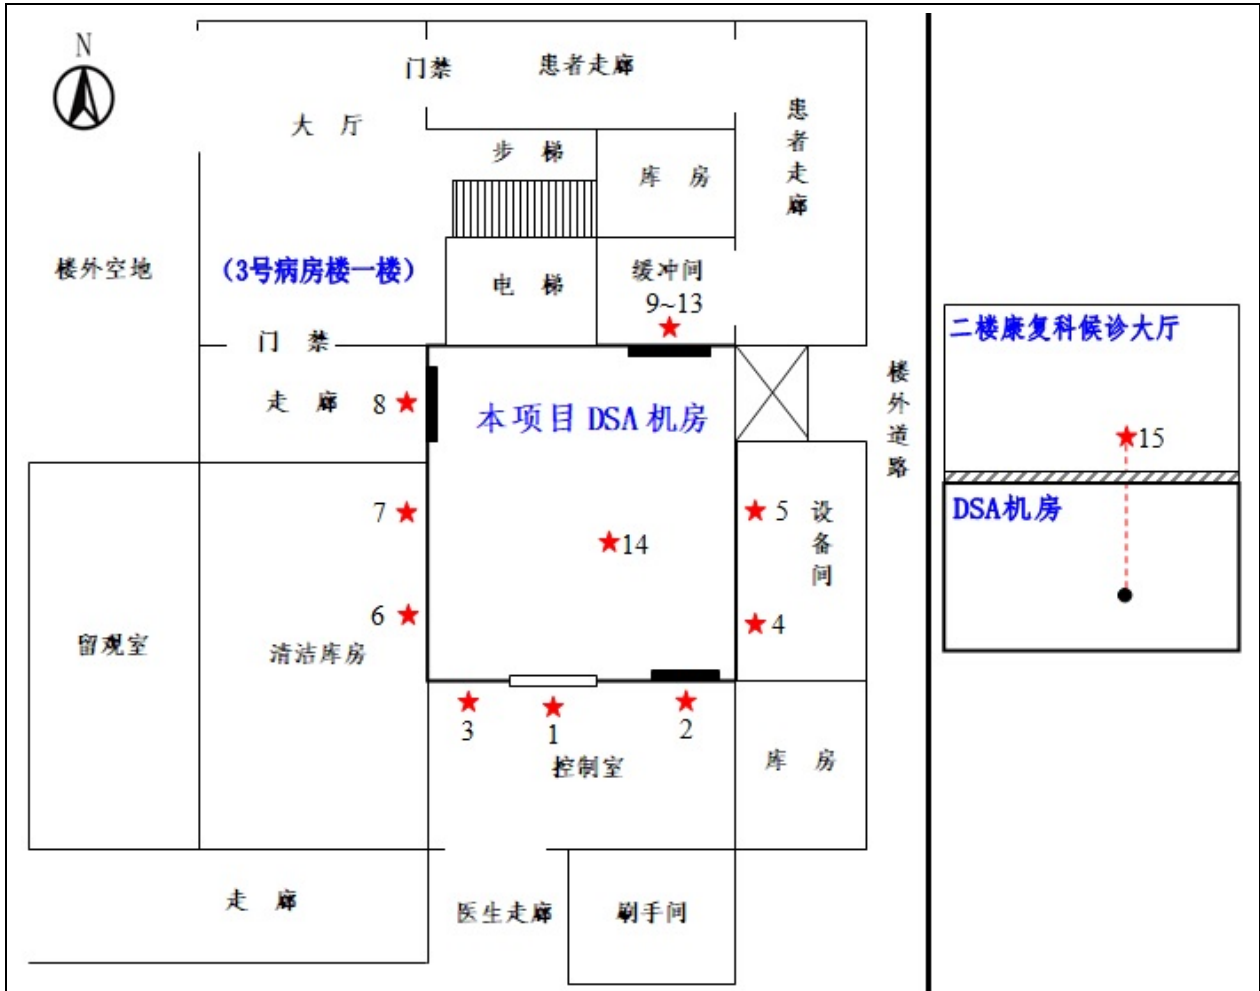 N
门禁
患者走廊
大 厅
患者走廊
步 梯
库 房
楼外空地
（3号病房楼一楼）
电 梯
缓冲间
9~13
门 禁
走 廊
8
本项目 DSA 机房
楼外道路
二楼康复科候诊大厅
15
DSA机房
7
5
设备间
14
6
4
留观室
清洁库房
3
1
2
控制室
库 房
走 廊
医生走廊
刷手间